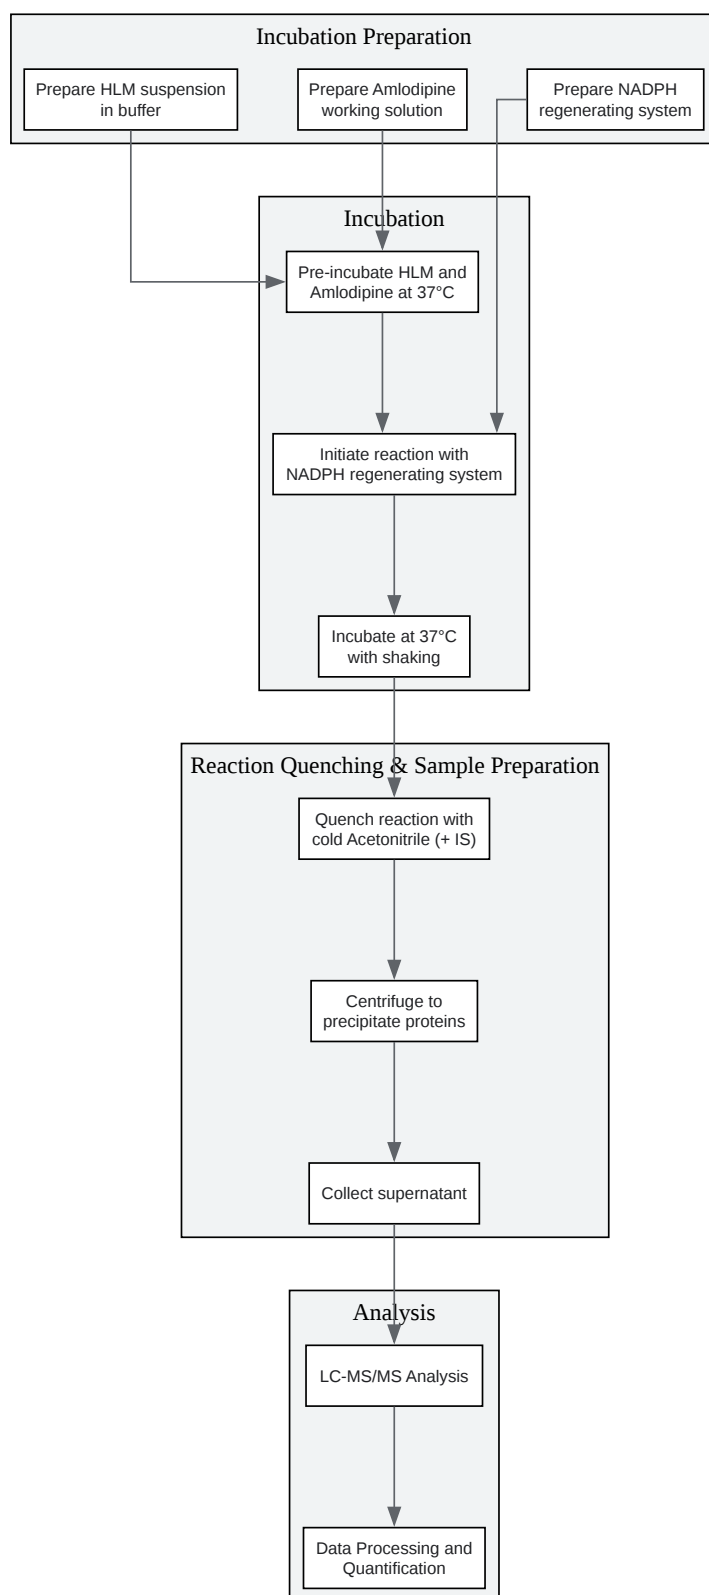 Incubation Preparation
Prepare HLM suspension
in buffer
Prepare Amlodipine
working solution
Prepare NADPH
regenerating system
Incubation
Pre-incubate HLM and
Amlodipine at 37°C
Initiate reaction with
NADPH regenerating system
Incubate at 37°C
with shaking
Reaction Quenching & Sample Preparation
Quench reaction with
cold Acetonitrile (+ IS)
Centrifuge to
precipitate proteins
Collect supernatant
Analysis
LC-MS/MS Analysis
Data Processing and
Quantification